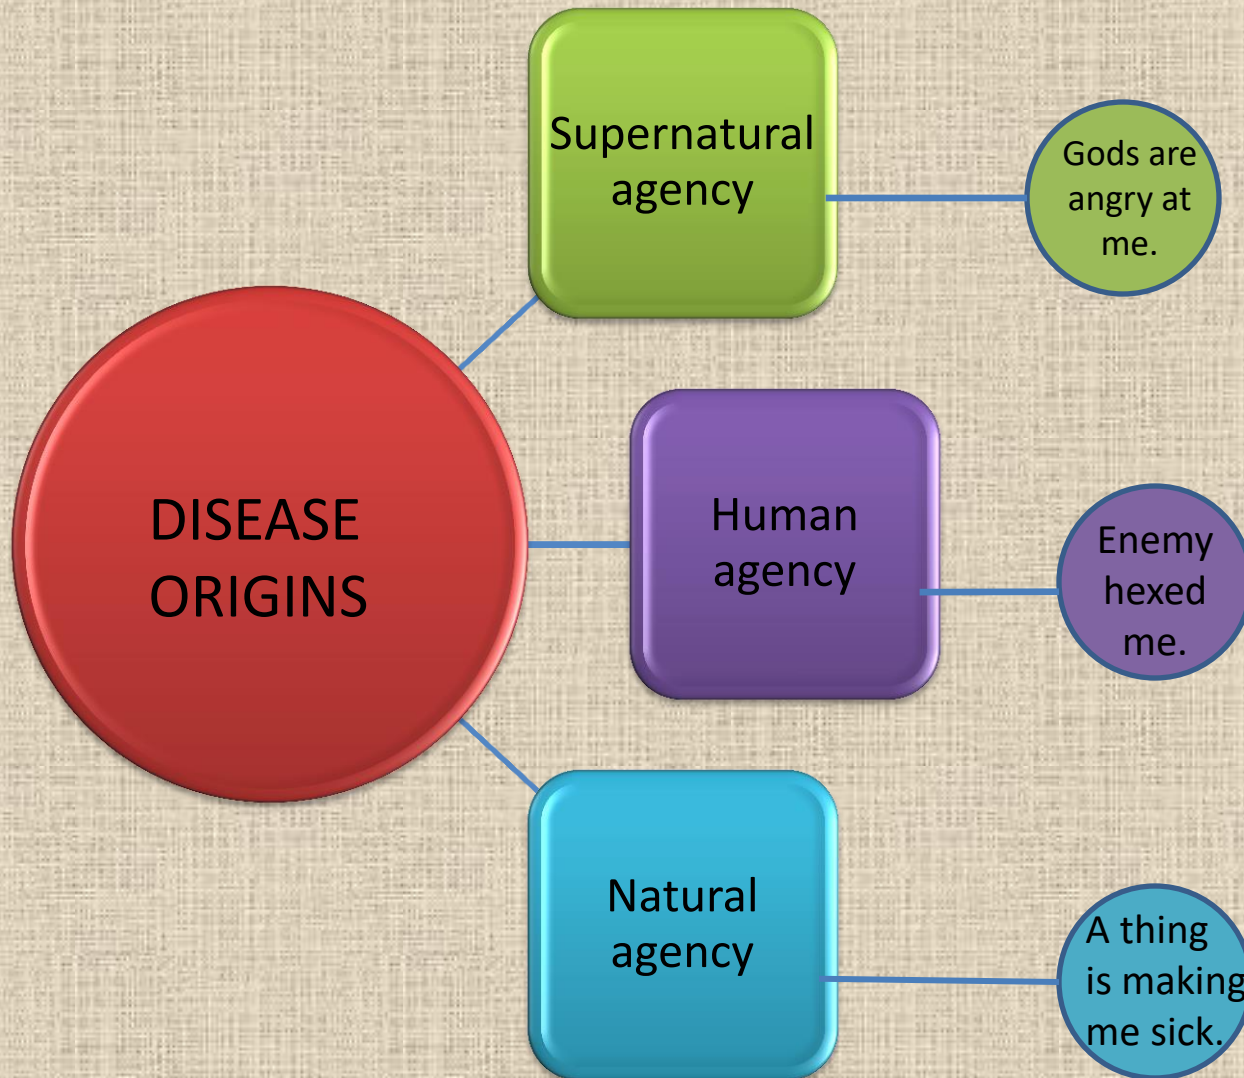 Supernatural
agency
Gods are
angry at
me.
DISEASE
ORIGINS
Human
agency
Enemy
hexed
me.
Natural
agency
A thing
is making
me sick.